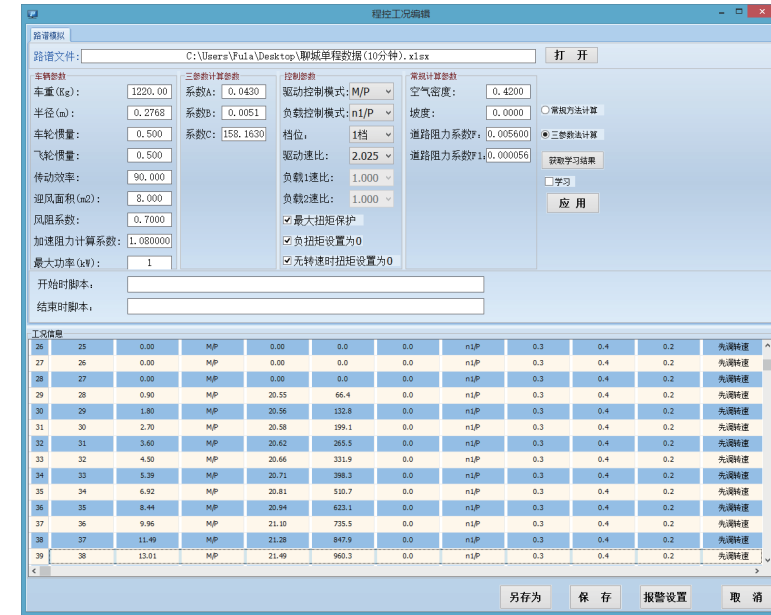 程控工况编辑
路谱模拟
路谱文件: C:\Users\Fula\Desktop\聊城单程数据(10分钟).xlsx 打 开
车辆参数 三参数计算参数 控制参数 常规计算参数
车重(Kg): 1220.00 系数A: 0.0430 驱动控制模式: M/P 空气密度: 0.4200
半径(m): 0.2768 系数B: 0.0051 负载控制模式: n1/P 坡度: 0.0000 常规方法计算
车轮惯量: 0.500 系数C: 158.1630 档位: 1档 道路阻力系数F: 0.005600 三参数法计算
飞轮惯量: 0.500 驱动速比: 2.025 道路阻力系数F1: 0.000056 获取学习结果
传动效率: 90.000 负载1速比: 1.000 学习
迎风面积(m2): 8.000 负载2速比: 1.000 应 用
风阻系数: 0.7000 最大扭矩保护
加速阻力计算系数: 1.080000 负扭矩设置为0
最大功率(kW): 1 无转速时扭矩设置为0
开始时脚本:
结束时脚本:
工况信息
26 25 0.00 M/P 0.00 0.0 0.0 n1/P 0.3 0.4 0.2 先调转速
27 26 0.00 M/P 0.00 0.0 0.0 n1/P 0.3 0.4 0.2 先调转速
28 27 0.00 M/P 0.00 0.0 0.0 n1/P 0.3 0.4 0.2 先调转速
29 28 0.90 M/P 20.55 66.4 0.0 n1/P 0.3 0.4 0.2 先调转速
30 29 1.80 M/P 20.56 132.8 0.0 n1/P 0.3 0.4 0.2 先调转速
31 30 2.70 M/P 20.58 199.1 0.0 n1/P 0.3 0.4 0.2 先调转速
32 31 3.60 M/P 20.62 265.5 0.0 n1/P 0.3 0.4 0.2 先调转速
33 32 4.50 M/P 20.66 331.9 0.0 n1/P 0.3 0.4 0.2 先调转速
34 33 5.39 M/P 20.71 398.3 0.0 n1/P 0.3 0.4 0.2 先调转速
35 34 6.92 M/P 20.81 510.7 0.0 n1/P 0.3 0.4 0.2 先调转速
36 35 8.44 M/P 20.94 623.1 0.0 n1/P 0.3 0.4 0.2 先调转速
37 36 9.96 M/P 21.10 735.5 0.0 n1/P 0.3 0.4 0.2 先调转速
38 37 11.49 M/P 21.28 847.9 0.0 n1/P 0.3 0.4 0.2 先调转速
39 38 13.01 M/P 21.49 960.3 0.0 n1/P 0.3 0.4 0.2 先调转速
另存为 保 存 报警设置 取 消